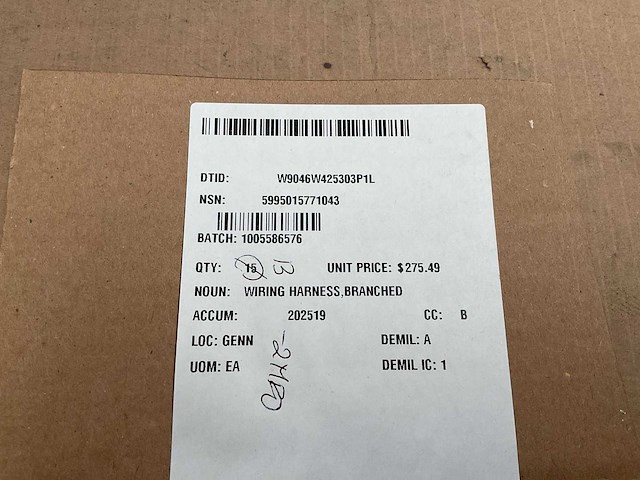 DTID: W9046W425303P1L
NSN: 5995015771043
BATCH: 1005586576
QTY: 15 13 UNIT PRICE: $275.49
NOUN: WIRING HARNESS,BRANCHED
ACCUM: 202519 CC: B
LOC: GENN DEMIL: A
UOM: EA DEMIL IC: 1